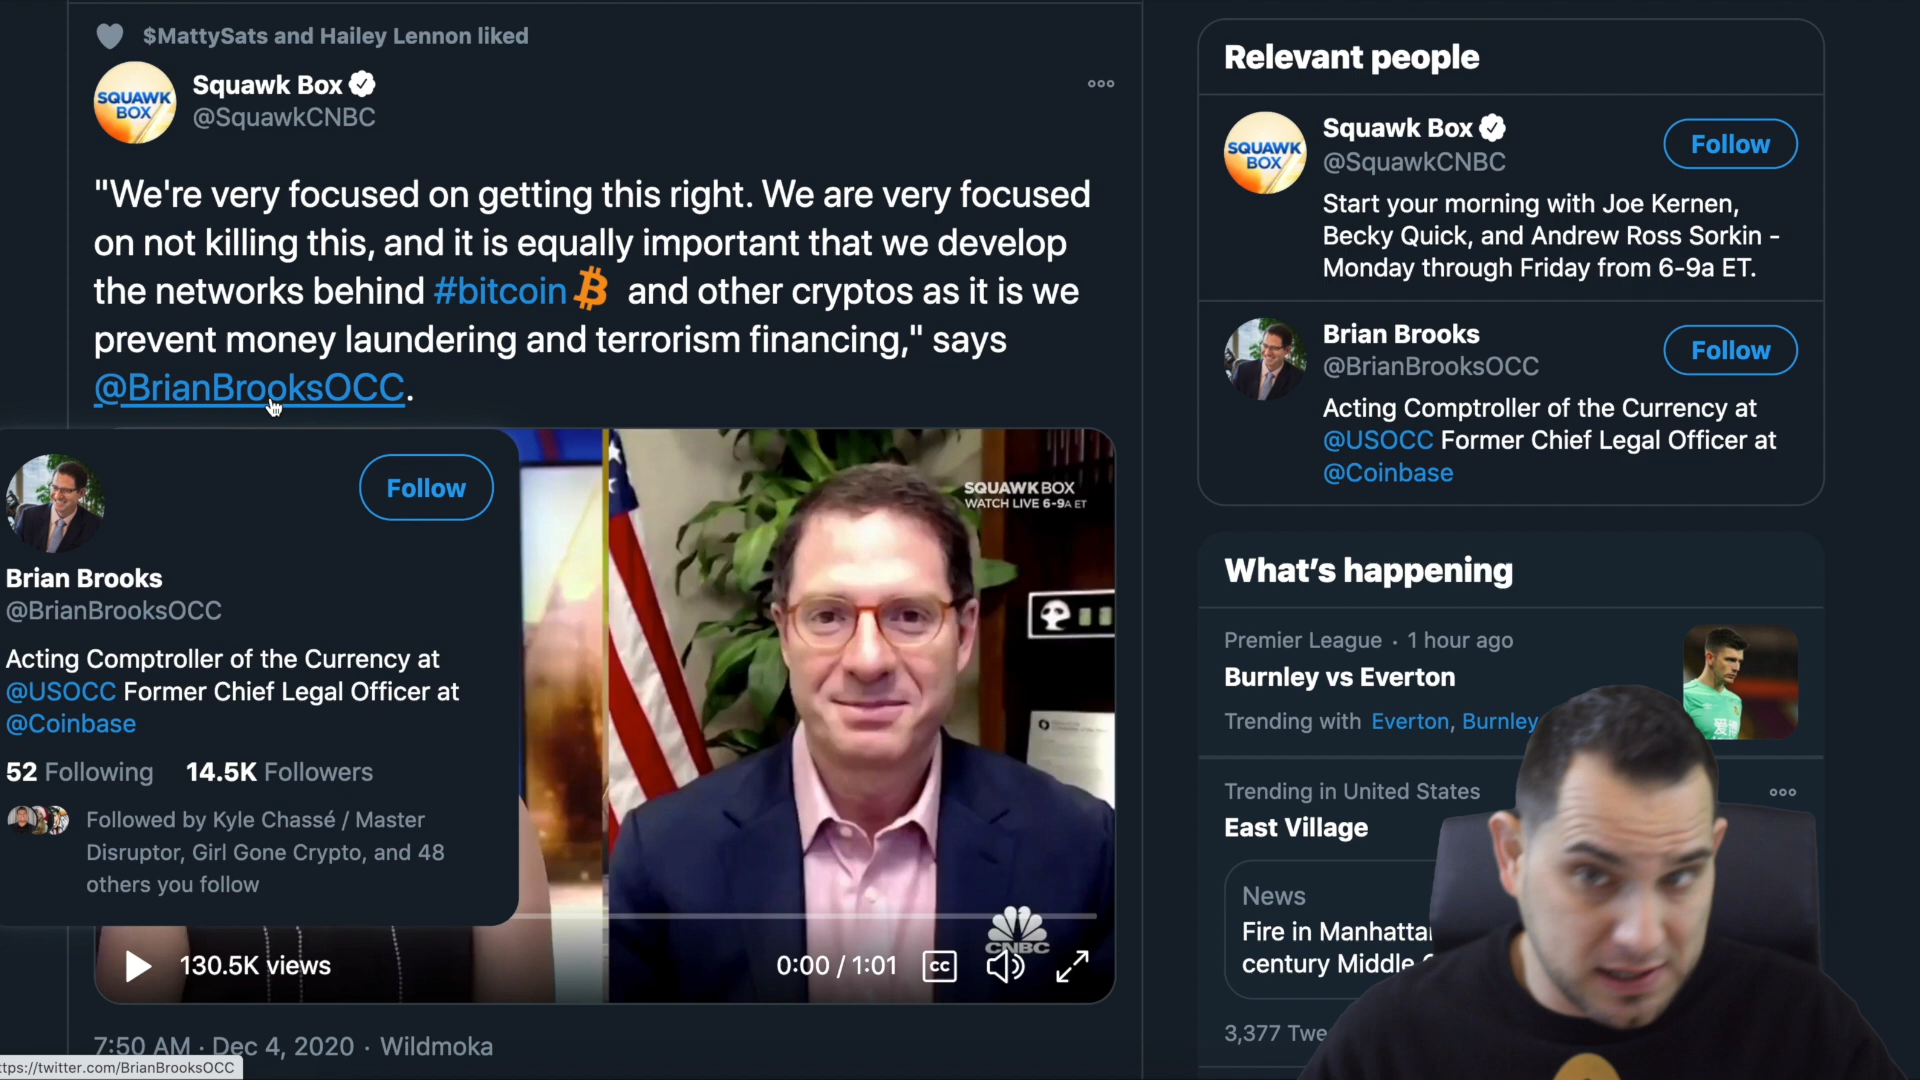 $MattySats and Hailey Lennon liked
SQUAWK
BOX
Squawk Box
@SquawkCNBC
"We're very focused on getting this right. We are very focused
on not killing this, and it is equally important that we develop
the networks behind #bitcoin and other cryptos as it is we
prevent money laundering and terrorism financing," says
@BrianBrooksOCC.
Follow
Brian Brooks
@BrianBrooksOCC
Acting Comptroller of the Currency at
@USOCC Former Chief Legal Officer at
@Coinbase
52 Following 14.5K Followers
Followed by Kyle Chassé / Master
Disruptor, Girl Gone Crypto, and 48
others you follow
SQUAWK BOX
WATCH LIVE 6-9A ET
CNBC
130.5K views
0:00 / 1:01
CC
7:50 AM · Dec 4, 2020 · Wildmoka
ttps://twitter.com/BrianBrooksOCC
Relevant people
SQUAWK
BOX
Squawk Box
@SquawkCNBC
Follow
Start your morning with Joe Kernen,
Becky Quick, and Andrew Ross Sorkin -
Monday through Friday from 6-9a ET.
Brian Brooks
@BrianBrooksOCC
Follow
Acting Comptroller of the Currency at
@USOCC Former Chief Legal Officer at
@Coinbase
What's happening
Premier League · 1 hour ago
Burnley vs Everton
Trending with Everton, Burnley
Trending in United States
East Village
News
Fire in Manhatta
century Middle
3,377 Twe